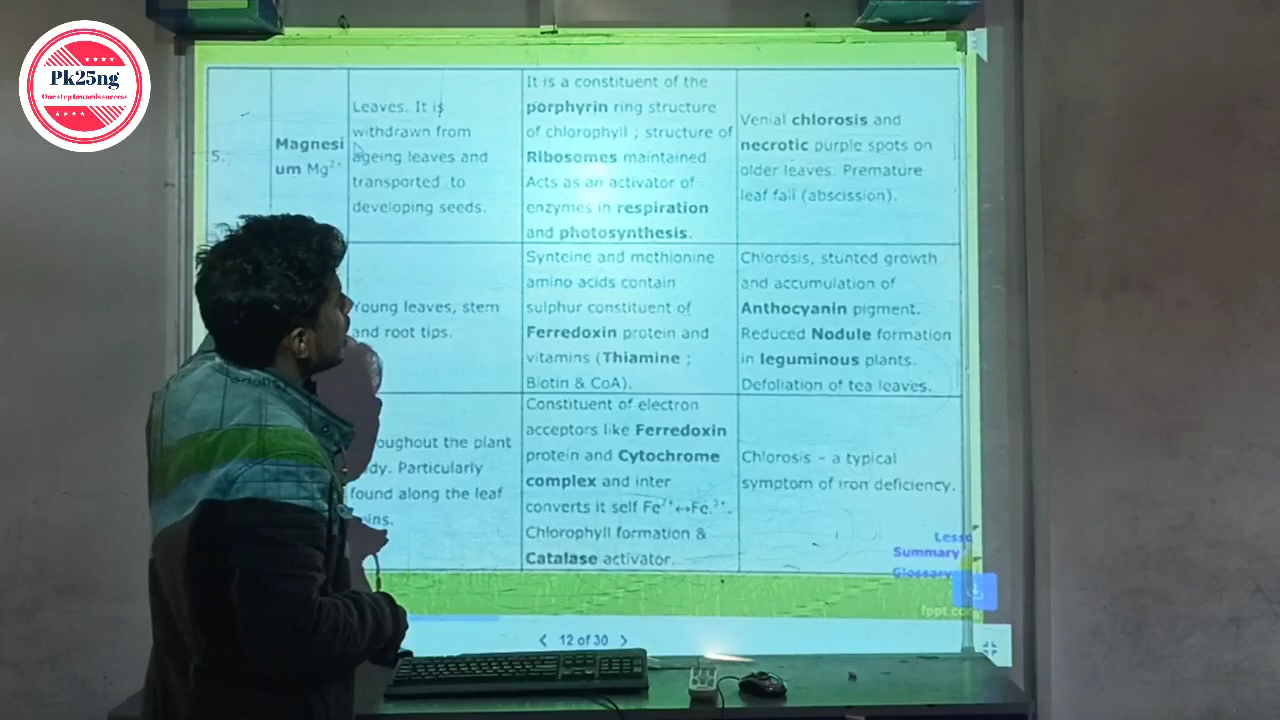 Pk25ng
One step towards success
5.
Magnesi
um Mg²⁺
Leaves. It is
withdrawn from
ageing leaves and
transported to
developing seeds.
It is a constituent of the
porphyrin ring structure
of chlorophyll ; structure of
Ribosomes maintained.
Acts as an activator of
enzymes in respiration
and photosynthesis.
Venial chlorosis and
necrotic purple spots on
older leaves. Premature
leaf fall (abscission).
Young leaves, stem
and root tips.
Synteine and methionine
amino acids contain
sulphur constituent of
Ferredoxin protein and
vitamins (Thiamine ;
Biotin & CoA).
Chlorosis, stunted growth
and accumulation of
Anthocyanin pigment.
Reduced Nodule formation
in leguminous plants.
Defoliation of tea leaves.
oughout the plant
dy. Particularly
found along the leaf
ins.
Constituent of electron
acceptors like Ferredoxin
protein and Cytochrome
complex and inter
converts it self Fe²⁺↔Fe³⁺.
Chlorophyll formation &
Catalase activator.
Chlorosis – a typical
symptom of iron deficiency.
Lesso
Summary
Glossary
fppt.com
12 of 30